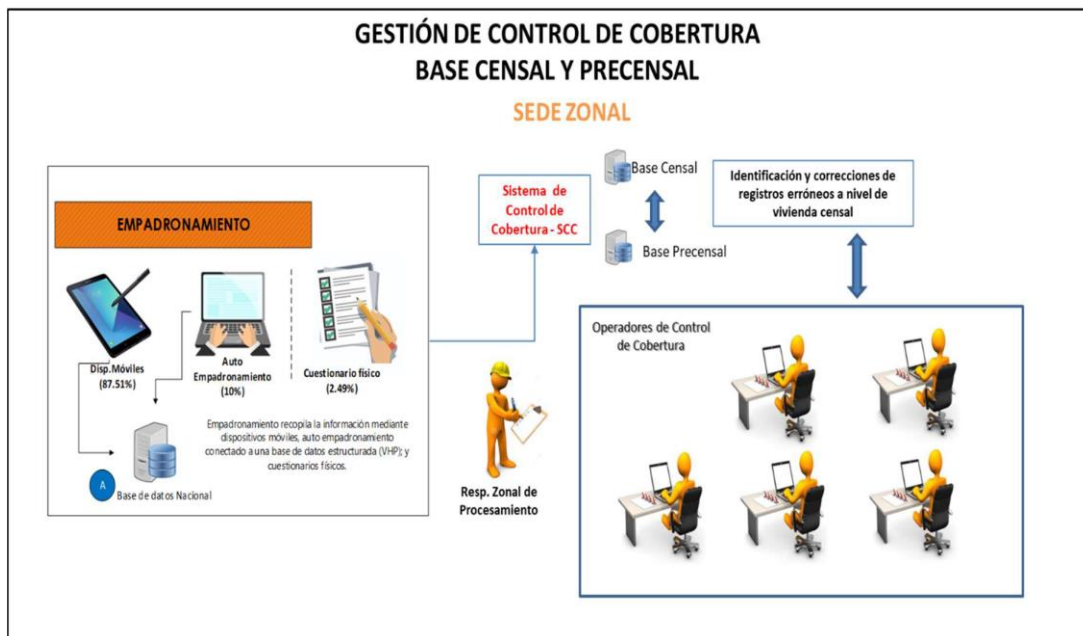 GESTIÓN DE CONTROL DE COBERTURA
BASE CENSAL Y PRECENSAL
SEDE ZONAL
EMPADRONAMIENTO
Disp.Móviles
(87.51%)
Auto
Empadronamiento
(10%)
Cuestionario físico
(2.49%)
Empadronamiento recopila la información mediante
dispositivos móviles, auto empadronamiento
conectado a una base de datos estructurada (VHP); y
cuestionarios físicos.
A
Base de datos Nacional
Sistema de
Control de
Cobertura - SCC
Base Censal
Base Precensal
Identificación y correcciones de
registros erróneos a nivel de
vivienda censal
Resp. Zonal de
Procesamiento
Operadores de Control
de Cobertura